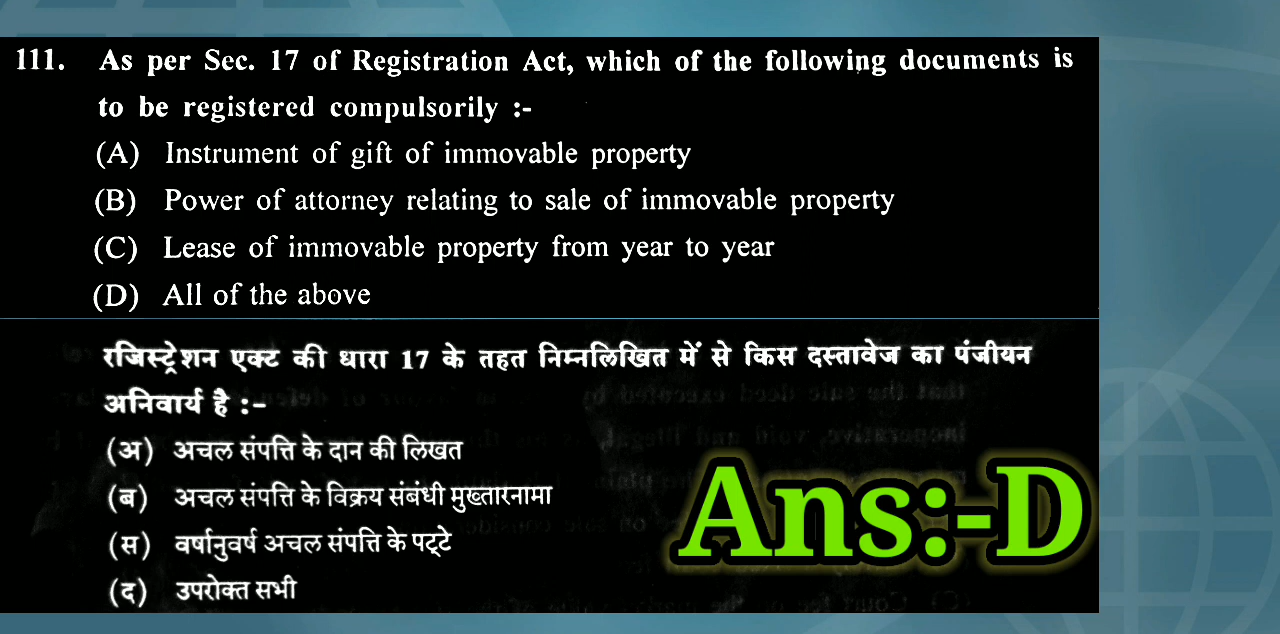 111. As per Sec. 17 of Registration Act, which of the following documents is
to be registered compulsorily :-
(A) Instrument of gift of immovable property
(B) Power of attorney relating to sale of immovable property
(C) Lease of immovable property from year to year
(D) All of the above
रजिस्ट्रेशन एक्ट की धारा 17 के तहत निम्नलिखित में से किस दस्तावेज का पंजीयन
अनिवार्य है :-
(अ) अचल संपत्ति के दान की लिखत
(ब) अचल संपत्ति के विक्रय संबंधी मुख्तारनामा
(स) वर्षानुवर्ष अचल संपत्ति के पट्टे
(द) उपरोक्त सभी
Ans:-D